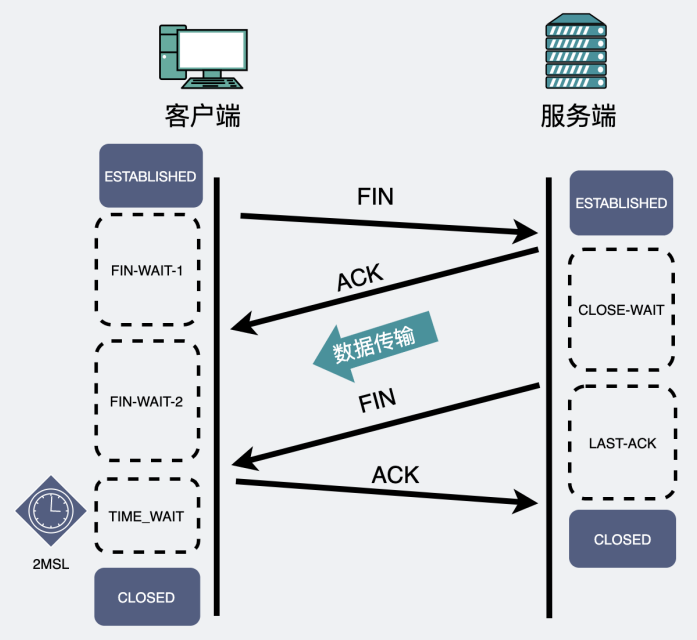 客户端
服务端
ESTABLISHED
FIN
ESTABLISHED
FIN-WAIT-1
ACK
CLOSE-WAIT
数据传输
FIN-WAIT-2
FIN
LAST-ACK
ACK
TIME_WAIT
2MSL
CLOSED
CLOSED